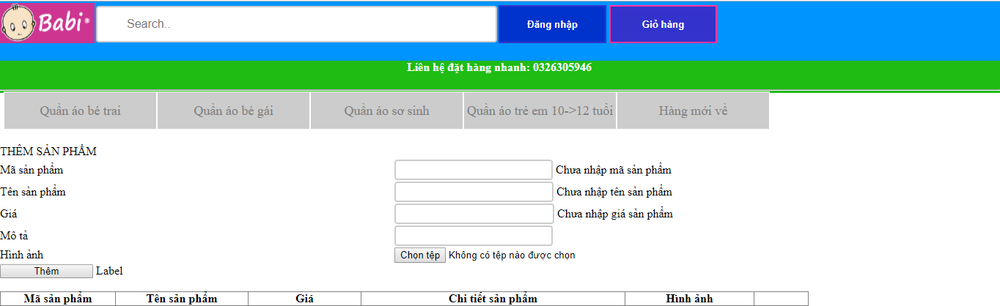 Babi®
Search..
Đăng nhập
Giỏ hàng
Liên hệ đặt hàng nhanh: 0326305946
Quần áo bé trai
Quần áo bé gái
Quần áo sơ sinh
Quần áo trẻ em 10->12 tuổi
Hàng mới về
THÊM SẢN PHẨM
Mã sản phẩm
Chưa nhập mã sản phẩm
Tên sản phẩm
Chưa nhập tên sản phẩm
Giá
Chưa nhập giá sản phẩm
Mô tả
Hình ảnh
Chọn tệp Không có tệp nào được chọn
Thêm Label
Mã sản phẩm Tên sản phẩm Giá Chi tiết sản phẩm Hình ảnh